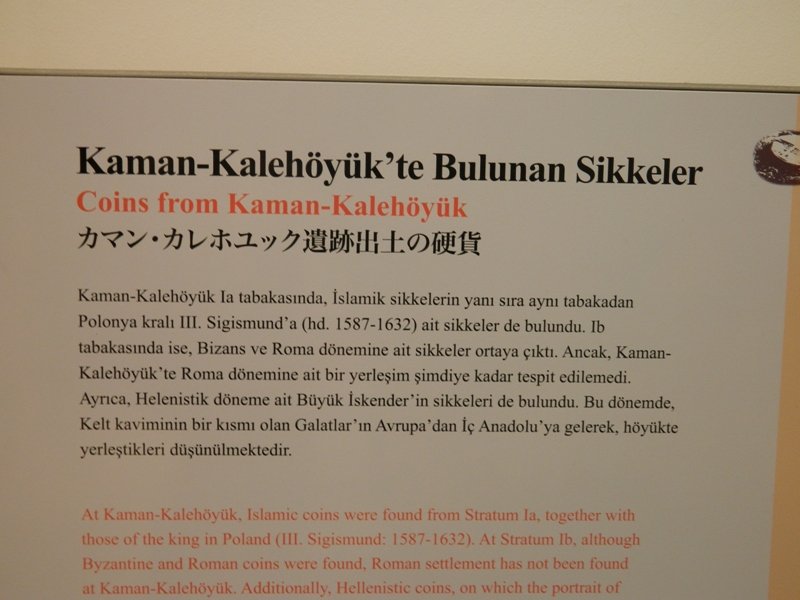 Kaman-Kalehöyük’te Bulunan Sikkeler
Coins from Kaman-Kalehöyük
カマン・カレホユック遺跡出土の硬貨
Kaman-Kalehöyük Ia tabakasında, İslamik sikkelerin yanı sıra aynı tabakadan
Polonya kralı III. Sigismund’a (hd. 1587-1632) ait sikkeler de bulundu. Ib
tabakasında ise, Bizans ve Roma dönemine ait sikkeler ortaya çıktı. Ancak, Kaman-
Kalehöyük’te Roma dönemine ait bir yerleşim şimdiye kadar tespit edilemedi.
Ayrıca, Helenistik döneme ait Büyük İskender’in sikkeleri de bulundu. Bu dönemde,
Kelt kaviminin bir kısmı olan Galatlar’ın Avrupa’dan İç Anadolu’ya gelerek, höyükte
yerleştikleri düşünülmektedir.
At Kaman-Kalehöyük, Islamic coins were found from Stratum Ia, together with
those of the king in Poland (III. Sigismund: 1587-1632). At Stratum Ib, although
Byzantine and Roman coins were found, Roman settlement has not been found
at Kaman-Kalehöyük. Additionally, Hellenistic coins, on which the portrait of